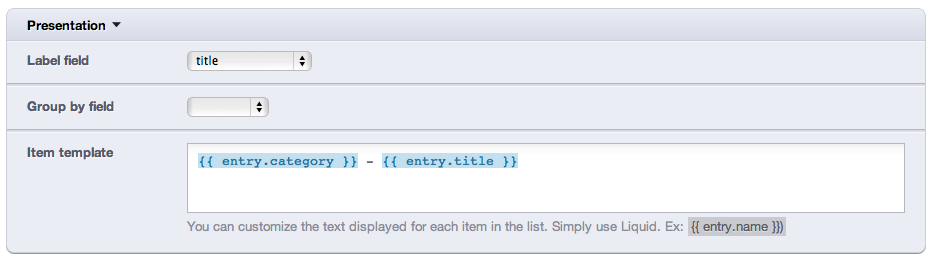 Presentation
Label field title
Group by field
Item template {{ entry.category }} - {{ entry.title }}
You can customize the text displayed for each item in the list. Simply use Liquid. Ex: {{ entry.name }})